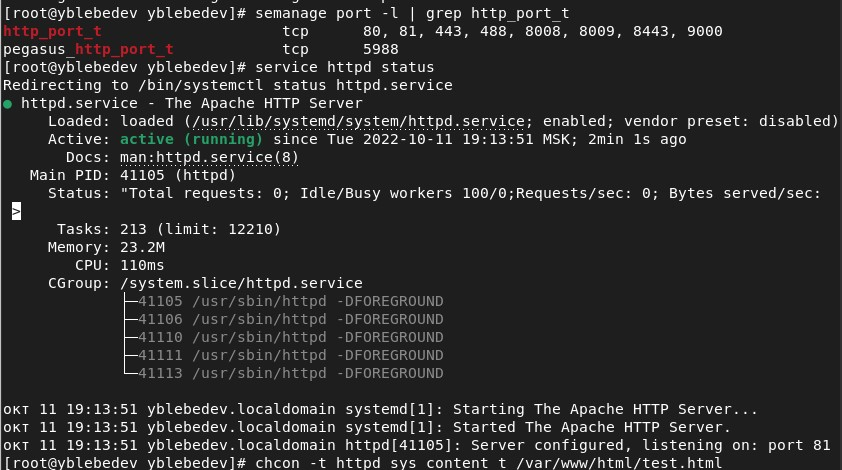 [root@yblebedev yblebedev]# semanage port -l | grep http_port_t
http_port_t                    tcp      80, 81, 443, 488, 8008, 8009, 8443, 9000
pegasus_http_port_t            tcp      5988
[root@yblebedev yblebedev]# service httpd status
Redirecting to /bin/systemctl status httpd.service
● httpd.service - The Apache HTTP Server
     Loaded: loaded (/usr/lib/systemd/system/httpd.service; enabled; vendor preset: disabled)
     Active: active (running) since Tue 2022-10-11 19:13:51 MSK; 2min 1s ago
       Docs: man:httpd.service(8)
   Main PID: 41105 (httpd)
     Status: "Total requests: 0; Idle/Busy workers 100/0;Requests/sec: 0; Bytes served/sec:
 >
      Tasks: 213 (limit: 12210)
     Memory: 23.2M
        CPU: 110ms
     CGroup: /system.slice/httpd.service
             ├─41105 /usr/sbin/httpd -DFOREGROUND
             ├─41106 /usr/sbin/httpd -DFOREGROUND
             ├─41110 /usr/sbin/httpd -DFOREGROUND
             ├─41111 /usr/sbin/httpd -DFOREGROUND
             └─41113 /usr/sbin/httpd -DFOREGROUND

окт 11 19:13:51 yblebedev.localdomain systemd[1]: Starting The Apache HTTP Server...
окт 11 19:13:51 yblebedev.localdomain systemd[1]: Started The Apache HTTP Server.
окт 11 19:13:51 yblebedev.localdomain httpd[41105]: Server configured, listening on: port 81
[root@yblebedev yblebedev]# chcon -t httpd_sys_content_t /var/www/html/test.html